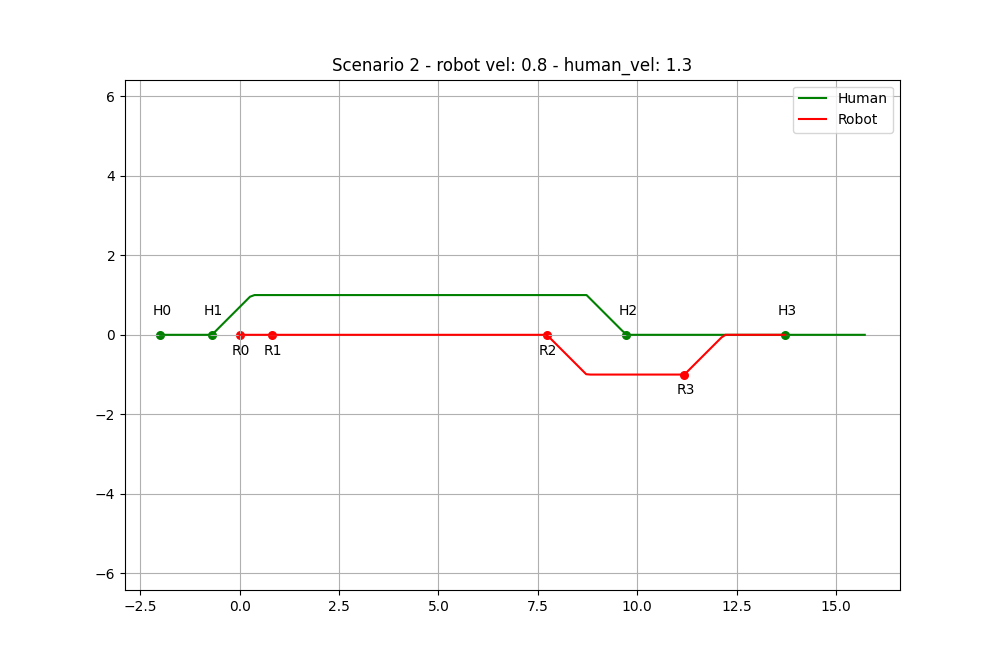 Scenario 2 - robot vel: 0.8 - human_vel: 1.3
6
Human
Robot
4
2
H0 H1 H2 H3
0
R0 R1 R2
R3
−2
−4
−6
−2.5 0.0 2.5 5.0 7.5 10.0 12.5 15.0